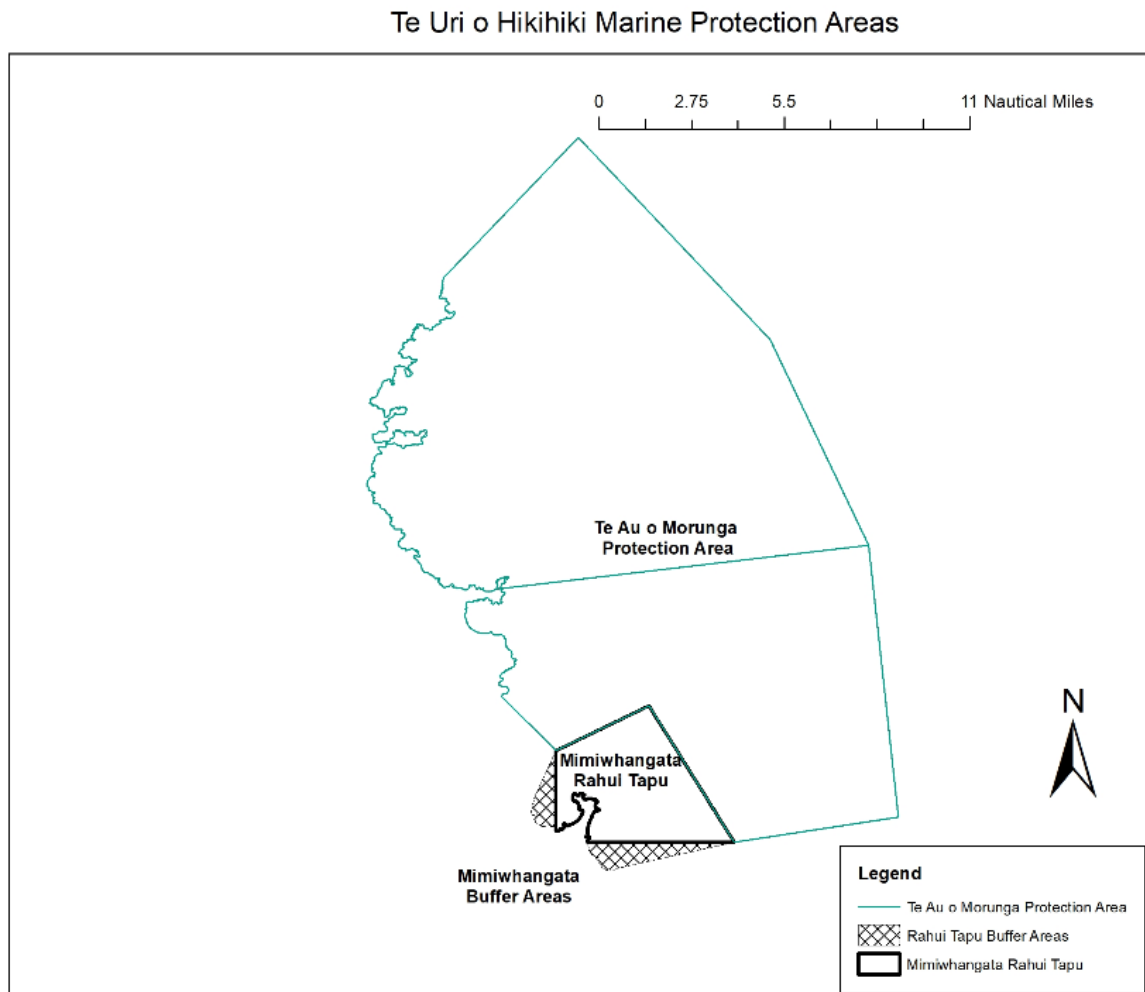 Te Uri o Hikihiki Marine Protection Areas
0 2.75 5.5 11 Nautical Miles
Te Au o Morunga
Protection Area
N
Mimiwhangata
Rahui Tapu
Mimiwhangata
Buffer Areas
Legend
Te Au o Morunga Protection Area
Rahui Tapu Buffer Areas
Mimiwhangata Rahui Tapu